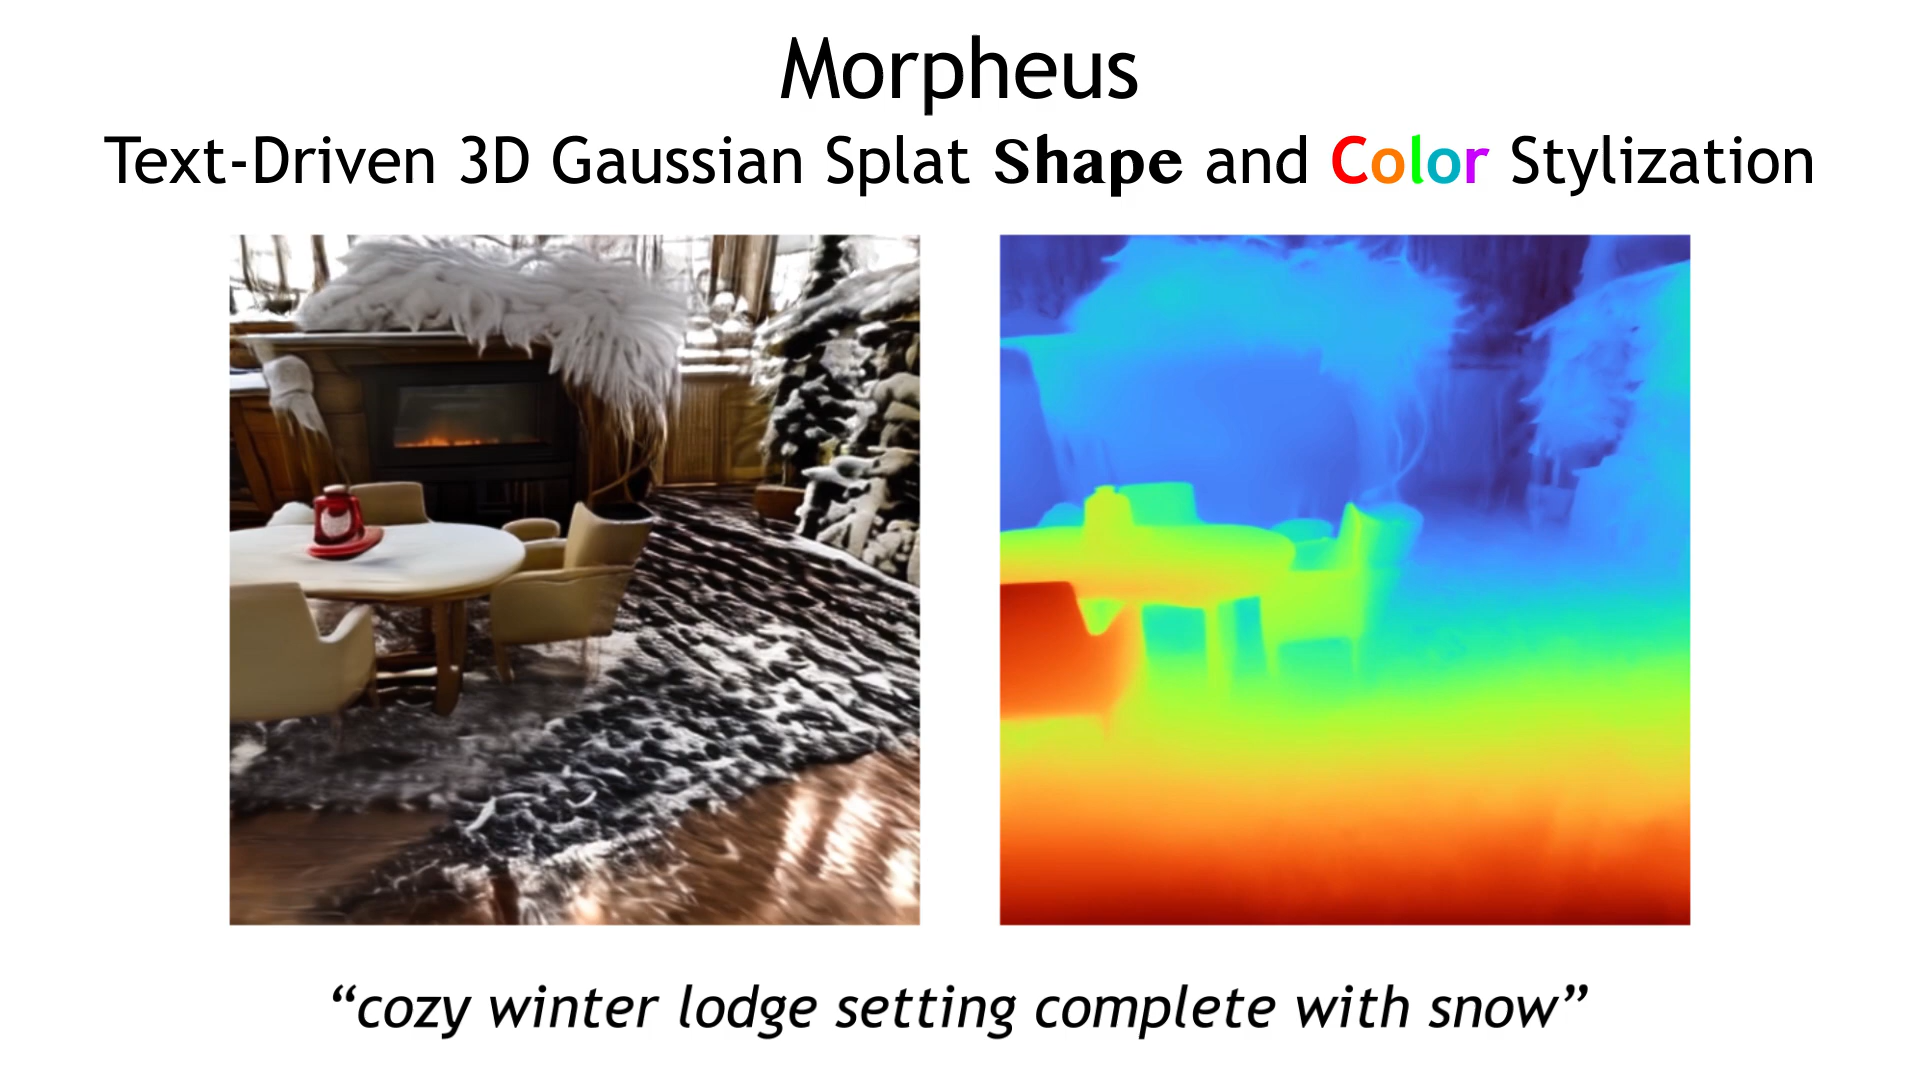 Morpheus
Text-Driven 3D Gaussian Splat Shape and Color Stylization
“cozy winter lodge setting complete with snow”